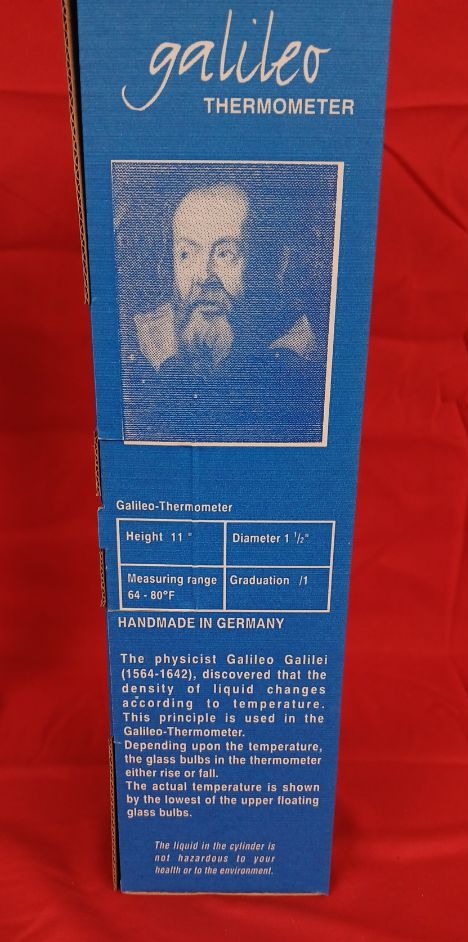 galileo
THERMOMETER
Galileo-Thermometer
Height 11 "
Diameter 1 1/2"
Measuring range
64 - 80°F
Graduation /1
HANDMADE IN GERMANY
The physicist Galileo Galilei
(1564-1642), discovered that the
density of liquid changes
according to temperature.
This principle is used in the
Galileo-Thermometer.
Depending upon the temperature,
the glass bulbs in the thermometer
either rise or fall.
The actual temperature is shown
by the lowest of the upper floating
glass bulbs.
The liquid in the cylinder is
not hazardous to your
health or to the environment.